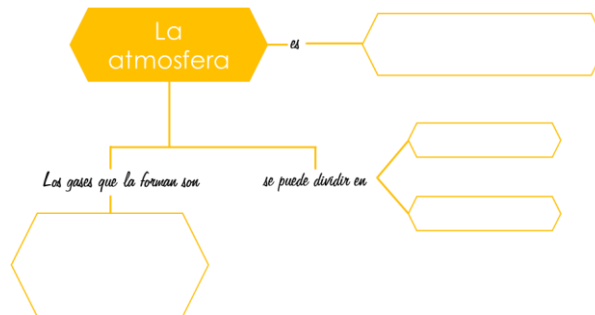 La
atmosfera
es
Los gases que la forman son
se puede dividir en